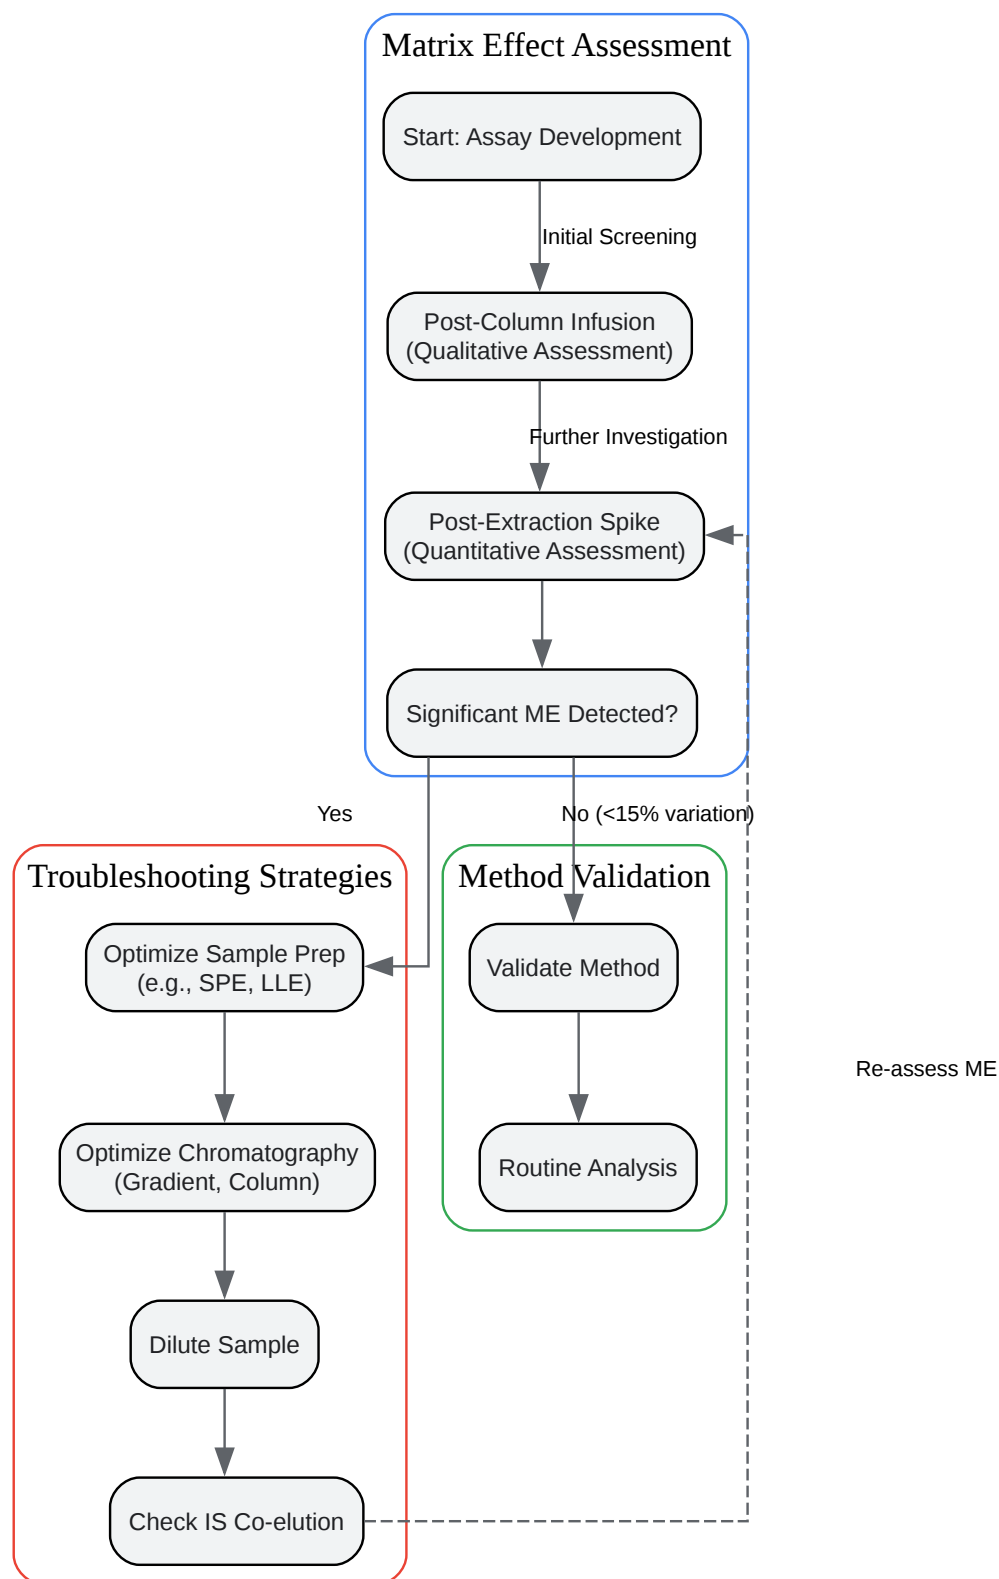 Matrix Effect Assessment
Start: Assay Development
Initial Screening
Post-Column Infusion
(Qualitative Assessment)
Further Investigation
Post-Extraction Spike
(Quantitative Assessment)
Significant ME Detected?
Yes
No (<15% variation)
Troubleshooting Strategies
Optimize Sample Prep
(e.g., SPE, LLE)
Optimize Chromatography
(Gradient, Column)
Dilute Sample
Check IS Co-elution
Method Validation
Validate Method
Routine Analysis
Re-assess ME